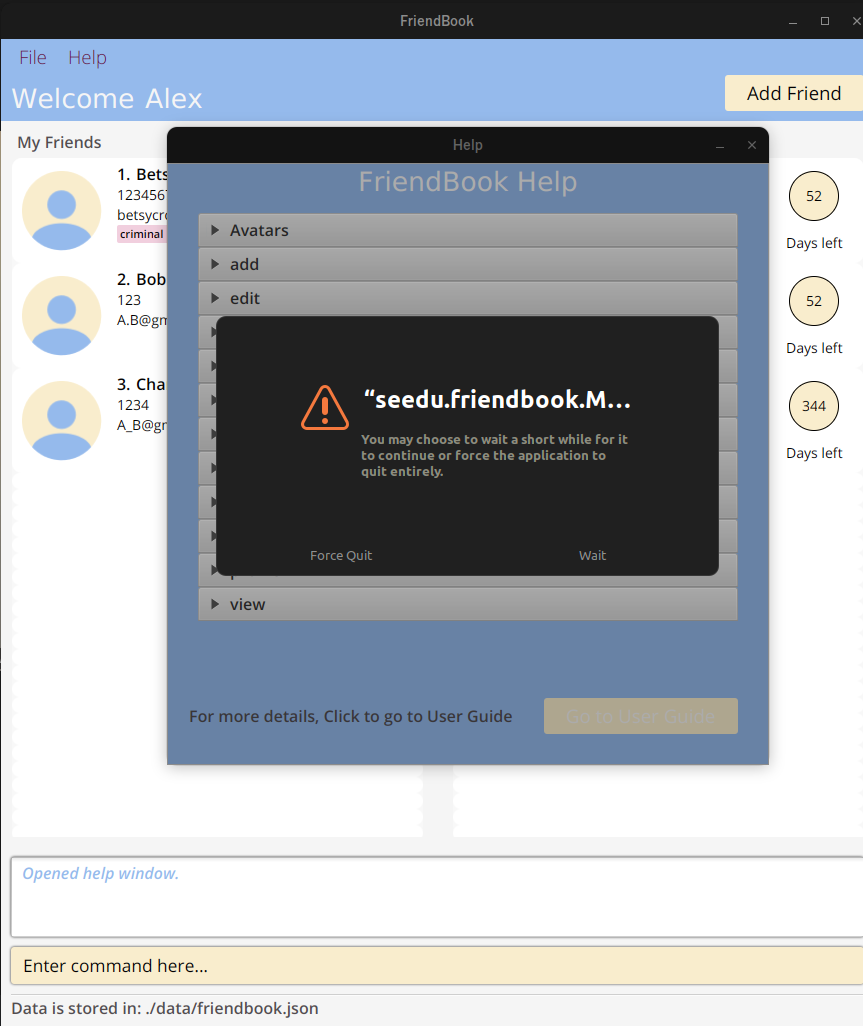 FriendBook
File Help
Welcome Alex
Add Friend
My Friends
Help
FriendBook Help
1. Bets
1234567
betsycro
criminal
52
Days left
2. Bob
123
A.B@gm
52
Days left
3. Cha
1234
A_B@gm
344
Days left
Avatars
add
edit
“seedu.friendbook.M...
You may choose to wait a short while for it
to continue or force the application to
quit entirely.
Force Quit Wait
view
For more details, Click to go to User Guide
Go to User Guide
Opened help window.
Enter command here...
Data is stored in: ./data/friendbook.json